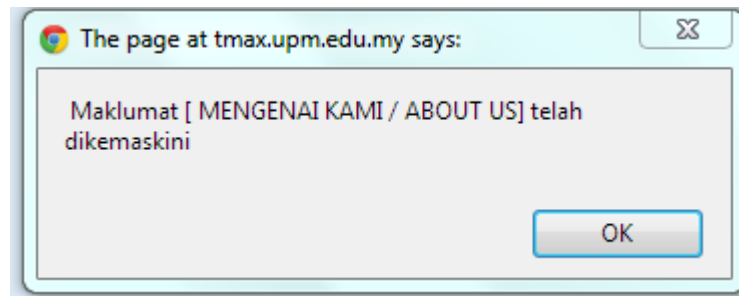 The page at tmax.upm.edu.my says:
Maklumat [ MENGENAI KAMI / ABOUT US] telah
dikemaskini
OK